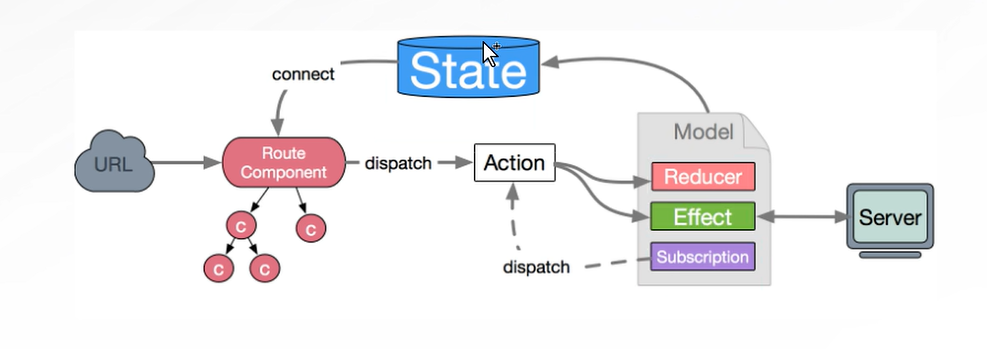 State
connect
Model
URL
Route
Component
dispatch
Action
Reducer
Effect
Server
Subscription
dispatch
C
C
C
C